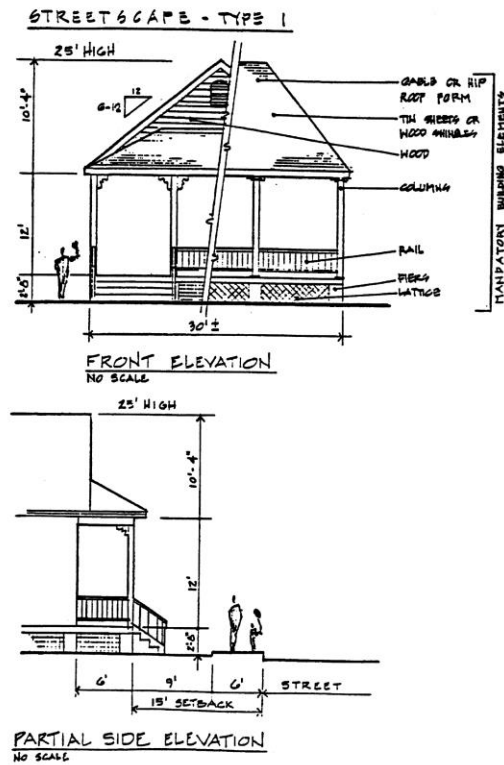 STREETSCAPE - TYPE 1
25' HIGH
12
6-12
10'-4"
12'
2'-8"
30' ±
GABLE OR HIP
ROOF FORM
TIN SHEETS OR
WOOD SHINGLES
WOOD
COLUMNS
RAIL
PIERS
LATTICE
MANDATORY BUILDING ELEMENTS
FRONT ELEVATION
NO SCALE
25' HIGH
10'-4"
12'
2'-8"
6'
9'
6'
STREET
15' SETBACK
PARTIAL SIDE ELEVATION
NO SCALE